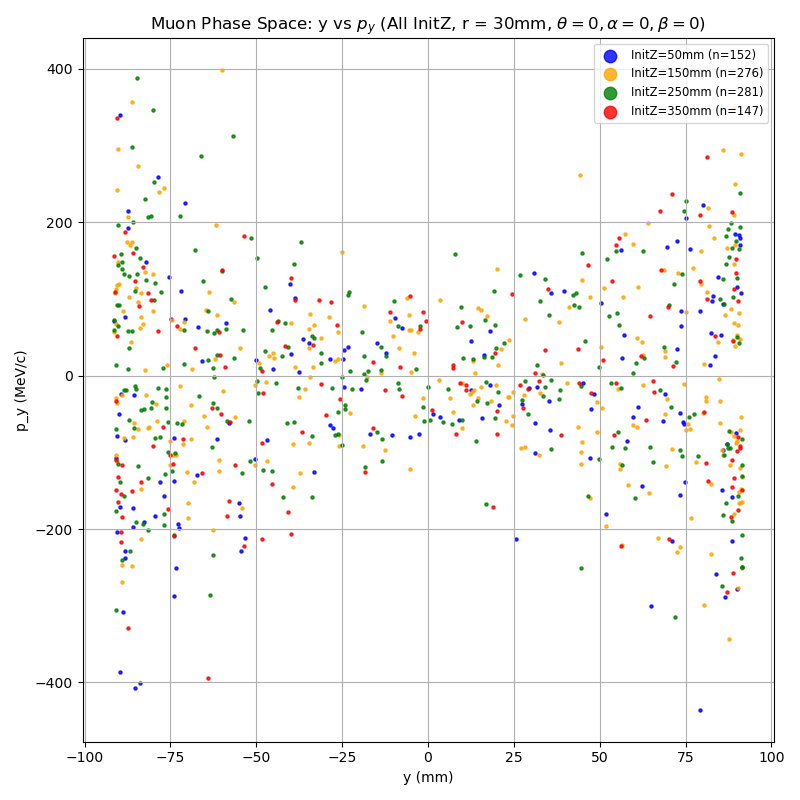 Muon Phase Space: y vs $p_y$ (All InitZ, r = 30mm, θ = 0, α = 0, β = 0)
InitZ=50mm (n=152)
InitZ=150mm (n=276)
InitZ=250mm (n=281)
InitZ=350mm (n=147)
400
200
0
−200
−400
p_y (MeV/c)
−100 −75 −50 −25 0 25 50 75 100
y (mm)